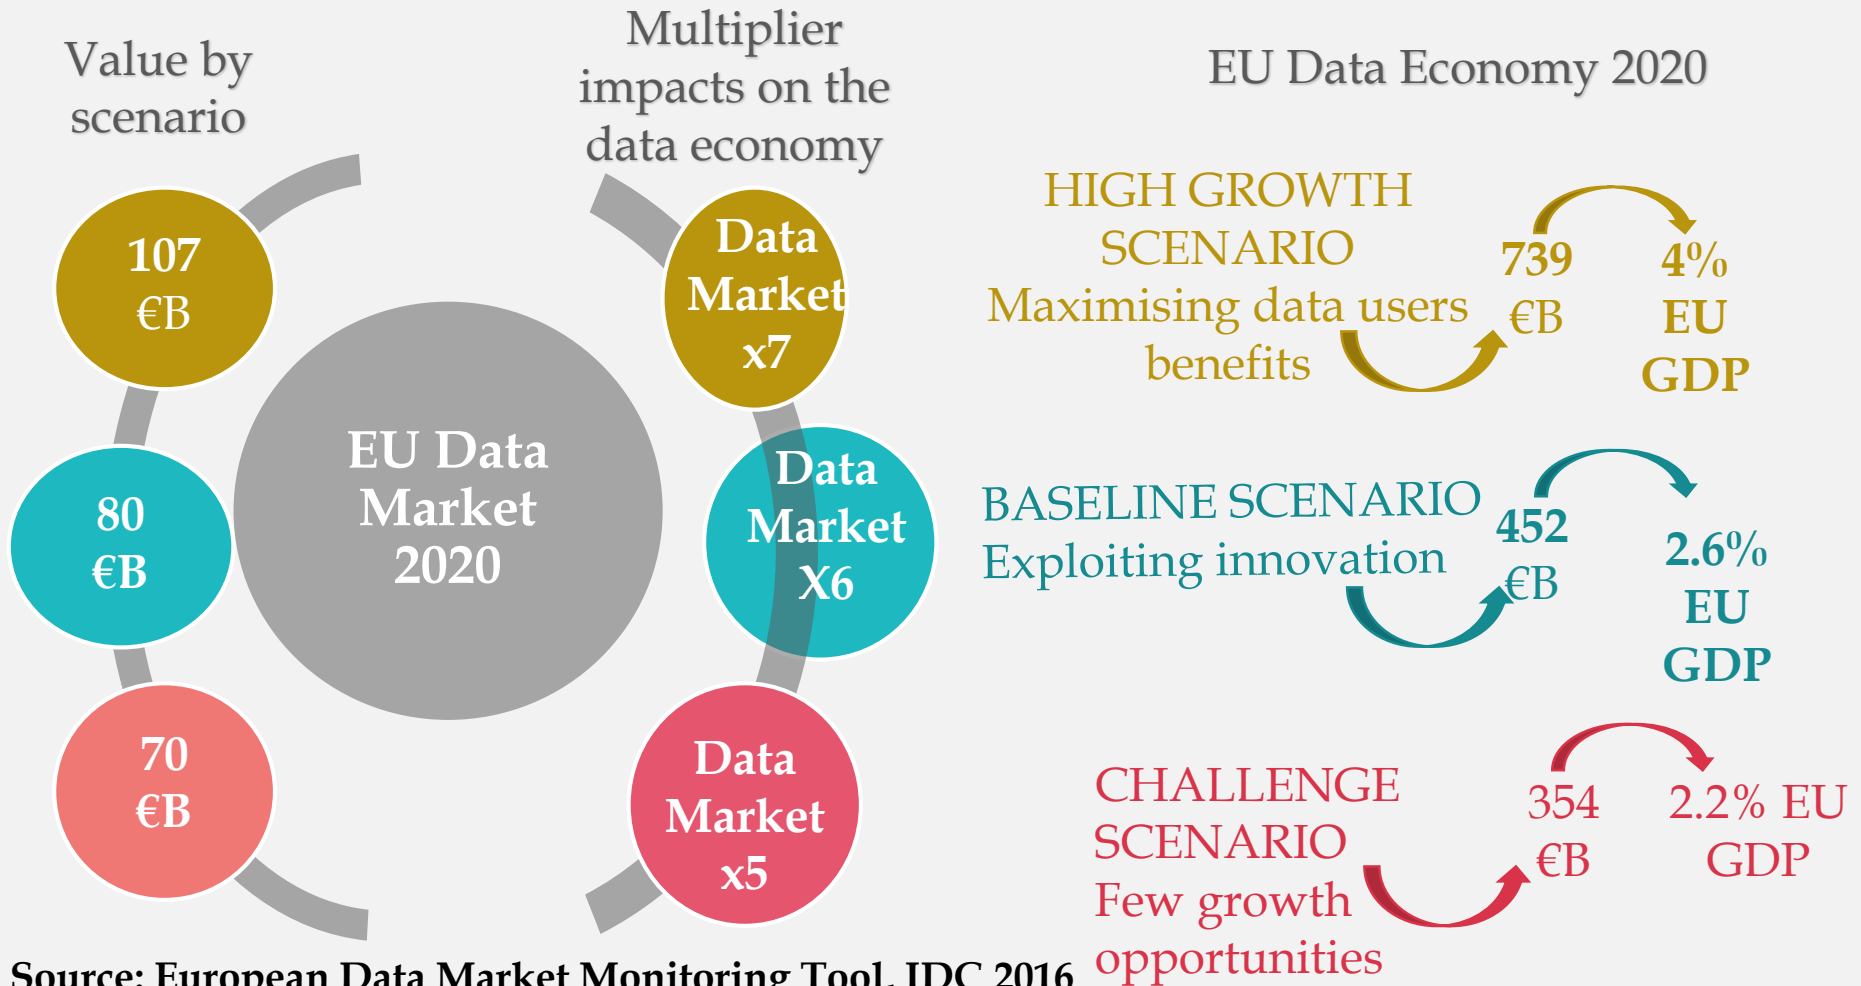 Value by
scenario
107
€B
80
€B
70
€B
EU Data
Market
2020
Multiplier
impacts on the
data economy
Data
Market
x7
Data
Market
X6
Data
Market
x5
EU Data Economy 2020
HIGH GROWTH
SCENARIO
Maximising data users
benefits
739
€B
4%
EU
GDP
BASELINE SCENARIO
Exploiting innovation
452
€B
2.6%
EU
GDP
CHALLENGE
SCENARIO
Few growth
opportunities
354
€B
2.2% EU
GDP
Source: European Data Market Monitoring Tool, IDC 2016